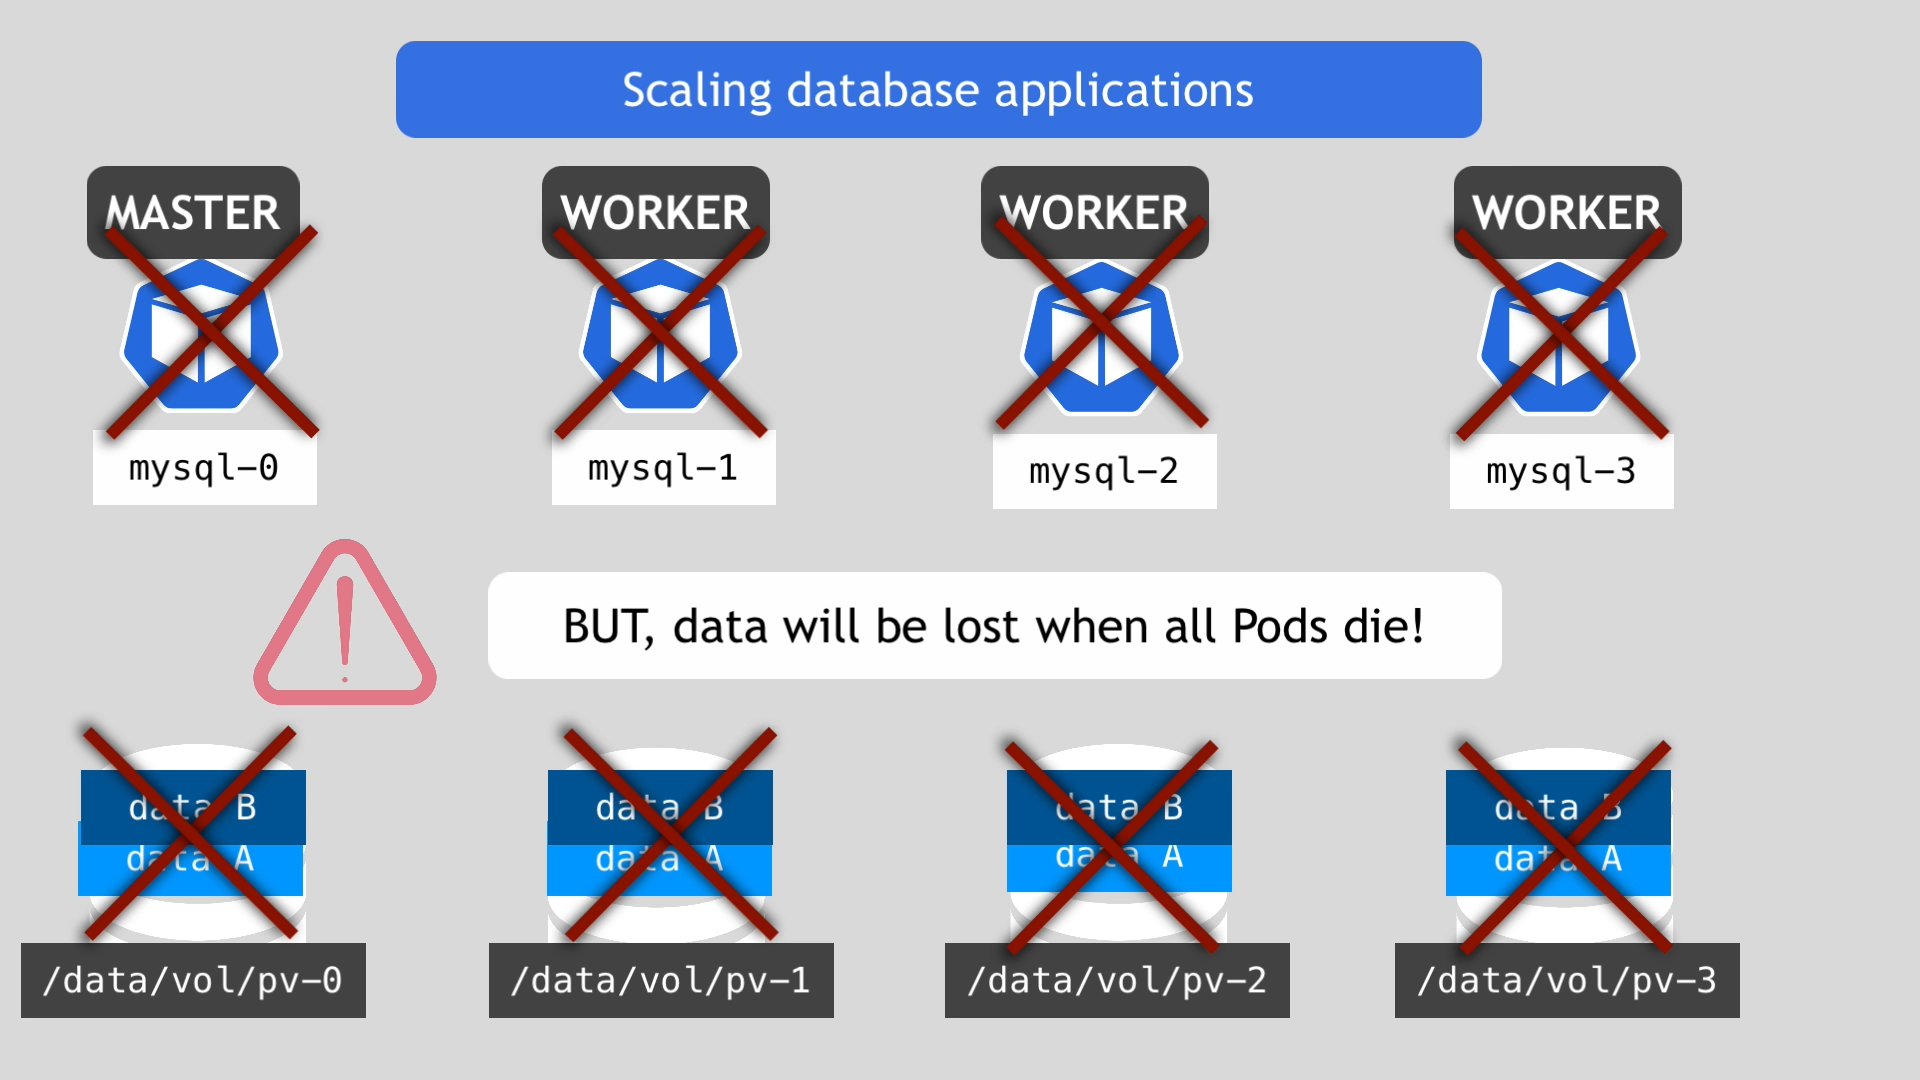 Scaling database applications
MASTER
WORKER
WORKER
WORKER
mysql-0
mysql-1
mysql-2
mysql-3
BUT, data will be lost when all Pods die!
data B
data B
data B
data B
data A
data A
data A
data A
/data/vol/pv-0
/data/vol/pv-1
/data/vol/pv-2
/data/vol/pv-3